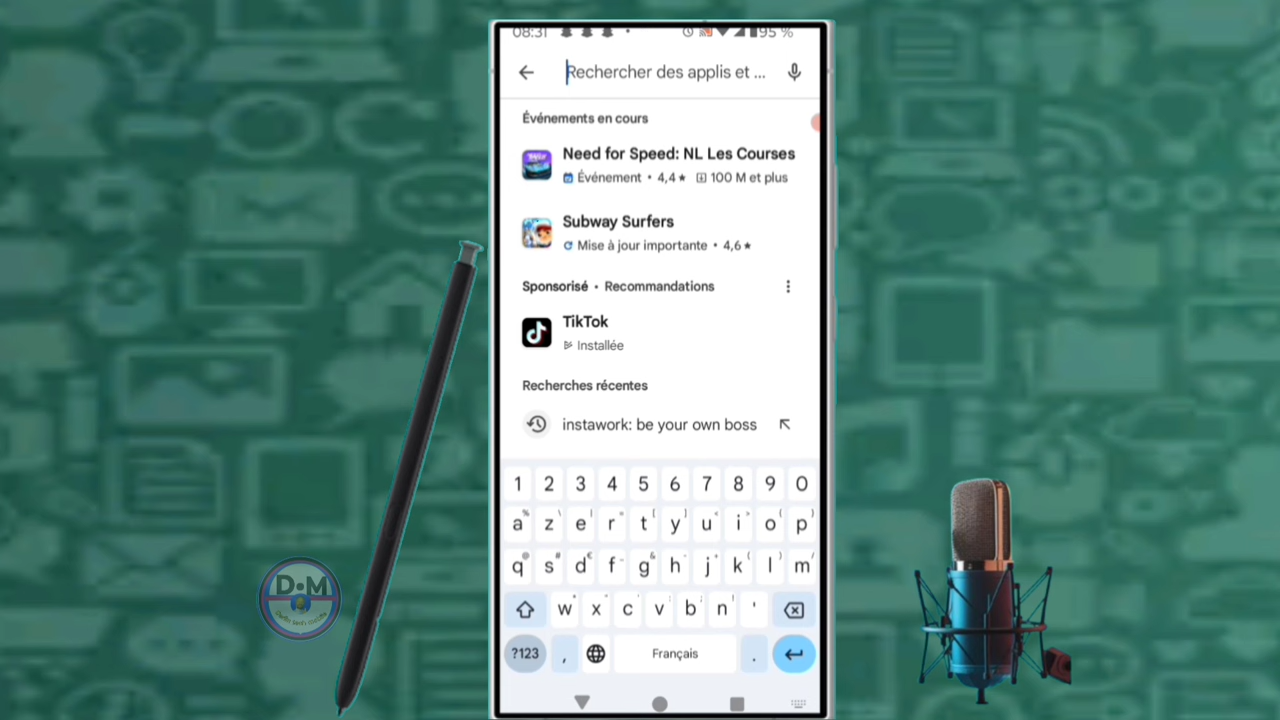 08:31 95 %
Rechercher des applis et ...
Événements en cours
Need for Speed: NL Les Courses
Événement • 4,4★ 100 M et plus
Subway Surfers
Mise à jour importante • 4,6★
Sponsorisé • Recommandations
TikTok
Installée
Recherches récentes
instawork: be your own boss
1 2 3 4 5 6 7 8 9 0
a z e r t y u i o p
q s d f g h j k l m
w x c v b n '
?123 , Français .
D•M